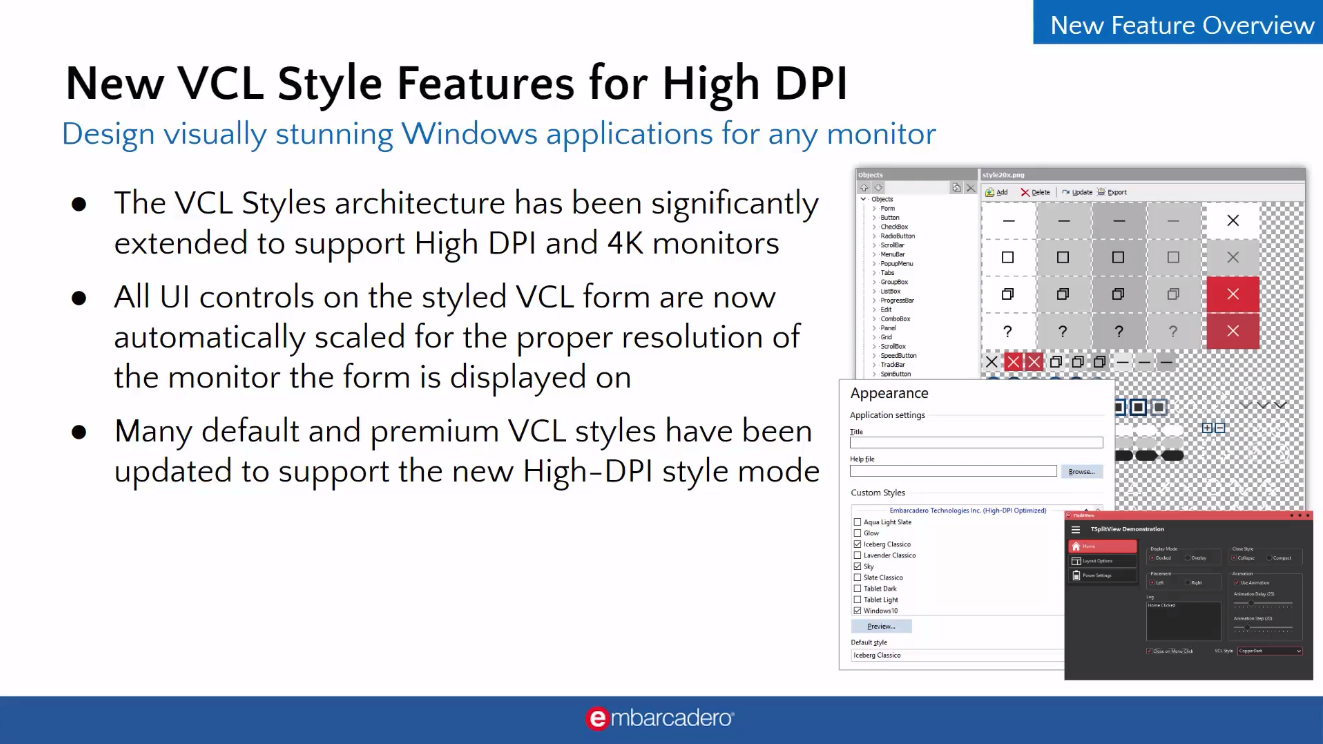 New Feature Overview
New VCL Style Features for High DPI
Design visually stunning Windows applications for any monitor
● The VCL Styles architecture has been significantly
extended to support High DPI and 4K monitors
● All UI controls on the styled VCL form are now
automatically scaled for the proper resolution of
the monitor the form is displayed on
● Many default and premium VCL styles have been
updated to support the new High-DPI style mode
Objects
Objects
Form
Button
CheckBox
RadioButton
ScrollBar
MenuBar
PopupMenu
Tabs
GroupBox
ListBox
ProgressBar
Edit
ComboBox
Panel
Grid
ScrollBox
SpeedButton
TrackBar
SpinButton
style20x.png
Add Delete Update Export
Appearance
Application settings
Title
Help file
Browse...
Custom Styles
Embarcadero Technologies Inc. (High-DPI Optimized)
Aqua Light Slate
Glow
Iceberg Classico
Lavender Classico
Sky
Slate Classico
Tablet Dark
Tablet Light
Windows10
Preview...
Default style
Iceberg Classico
TSplitView
TSplitView Demonstration
Home
Layout Options
Power Settings
Display Mode
Docked Overlay
Close Style
Collapse Compact
Placement
Left Right
Animation
Use Animation
Animation Delay (15)
Animation Step (20)
Log
Home Clicked
Close on Menu Click
VCL Style
CopperDark
embarcadero®